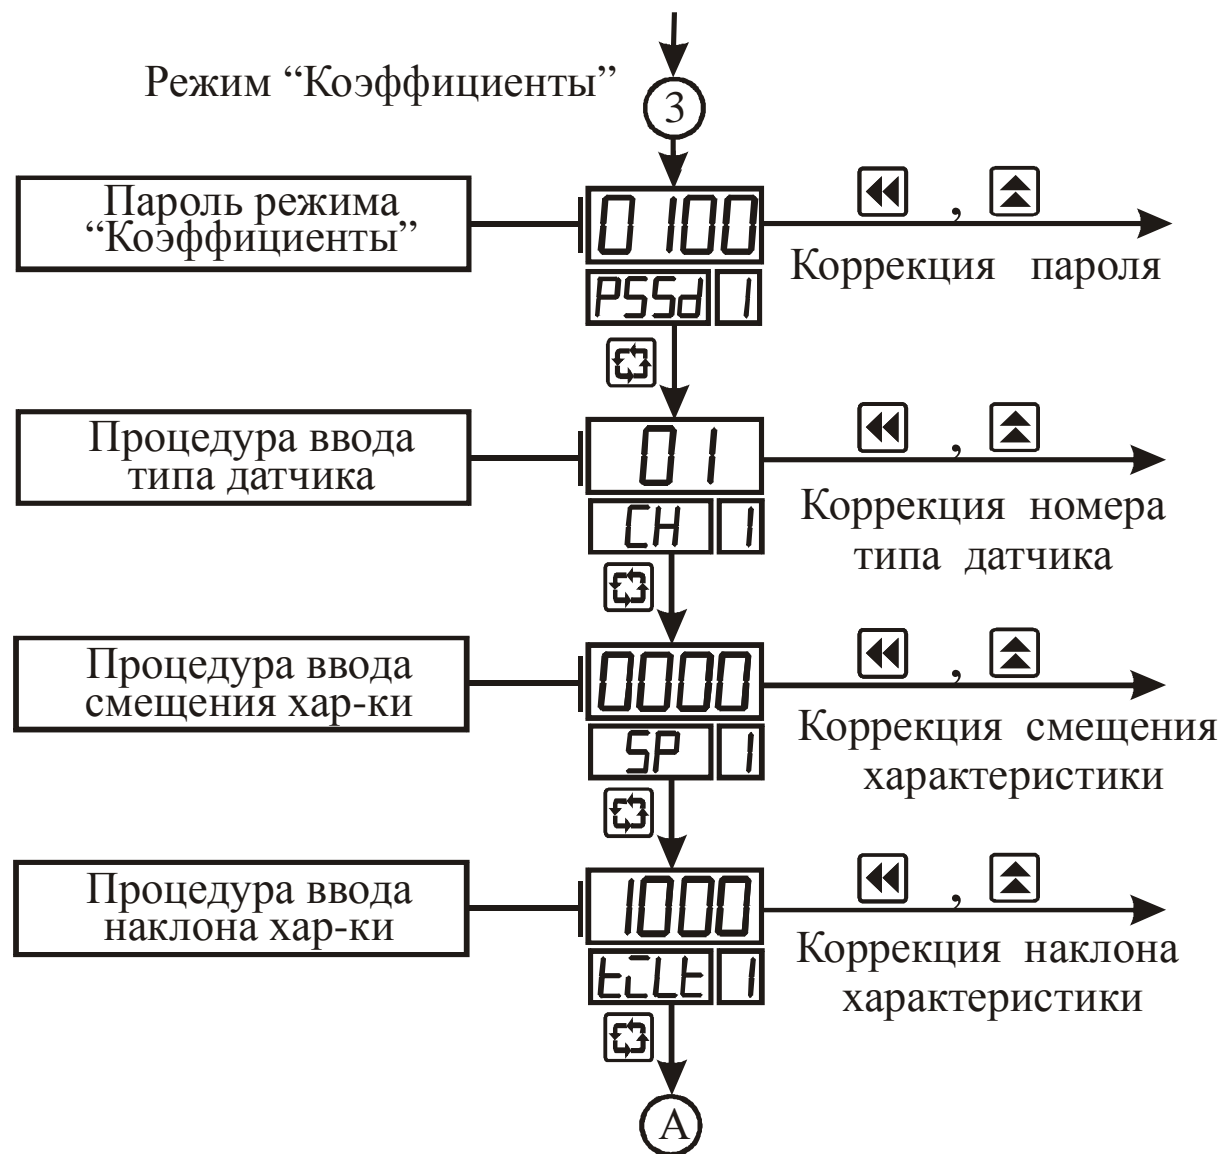 Режим “Коэффициенты”
3
Пароль режима
“Коэффициенты”
0100
PSSd 1
,
Коррекция пароля
Процедура ввода
типа датчика
01
CH 1
,
Коррекция номера
типа датчика
Процедура ввода
смещения хар-ки
0000
SP 1
,
Коррекция смещения
характеристики
Процедура ввода
наклона хар-ки
1000
tiLt 1
,
Коррекция наклона
характеристики
A